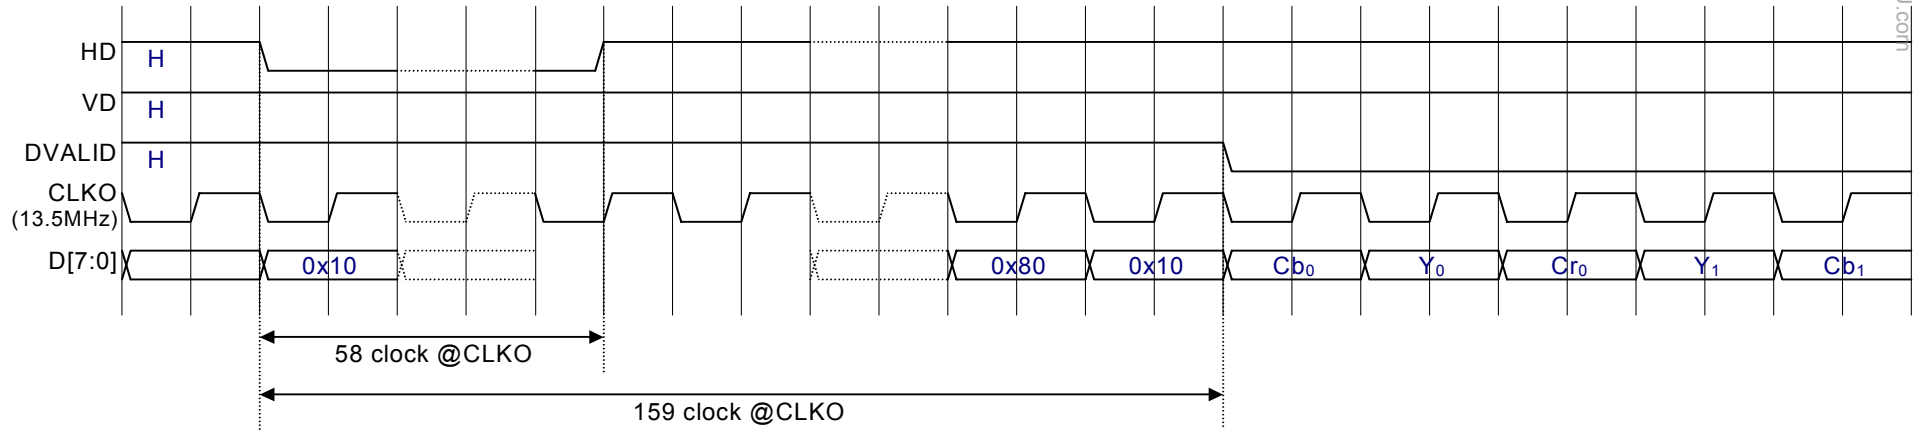 HD H
VD H
DVALID H
CLKO
(13.5MHz)
D[7:0] 0x10 0x80 0x10 Cb₀ Y₀ Cr₀ Y₁ Cb₁
58 clock @CLKO
159 clock @CLKO
.com